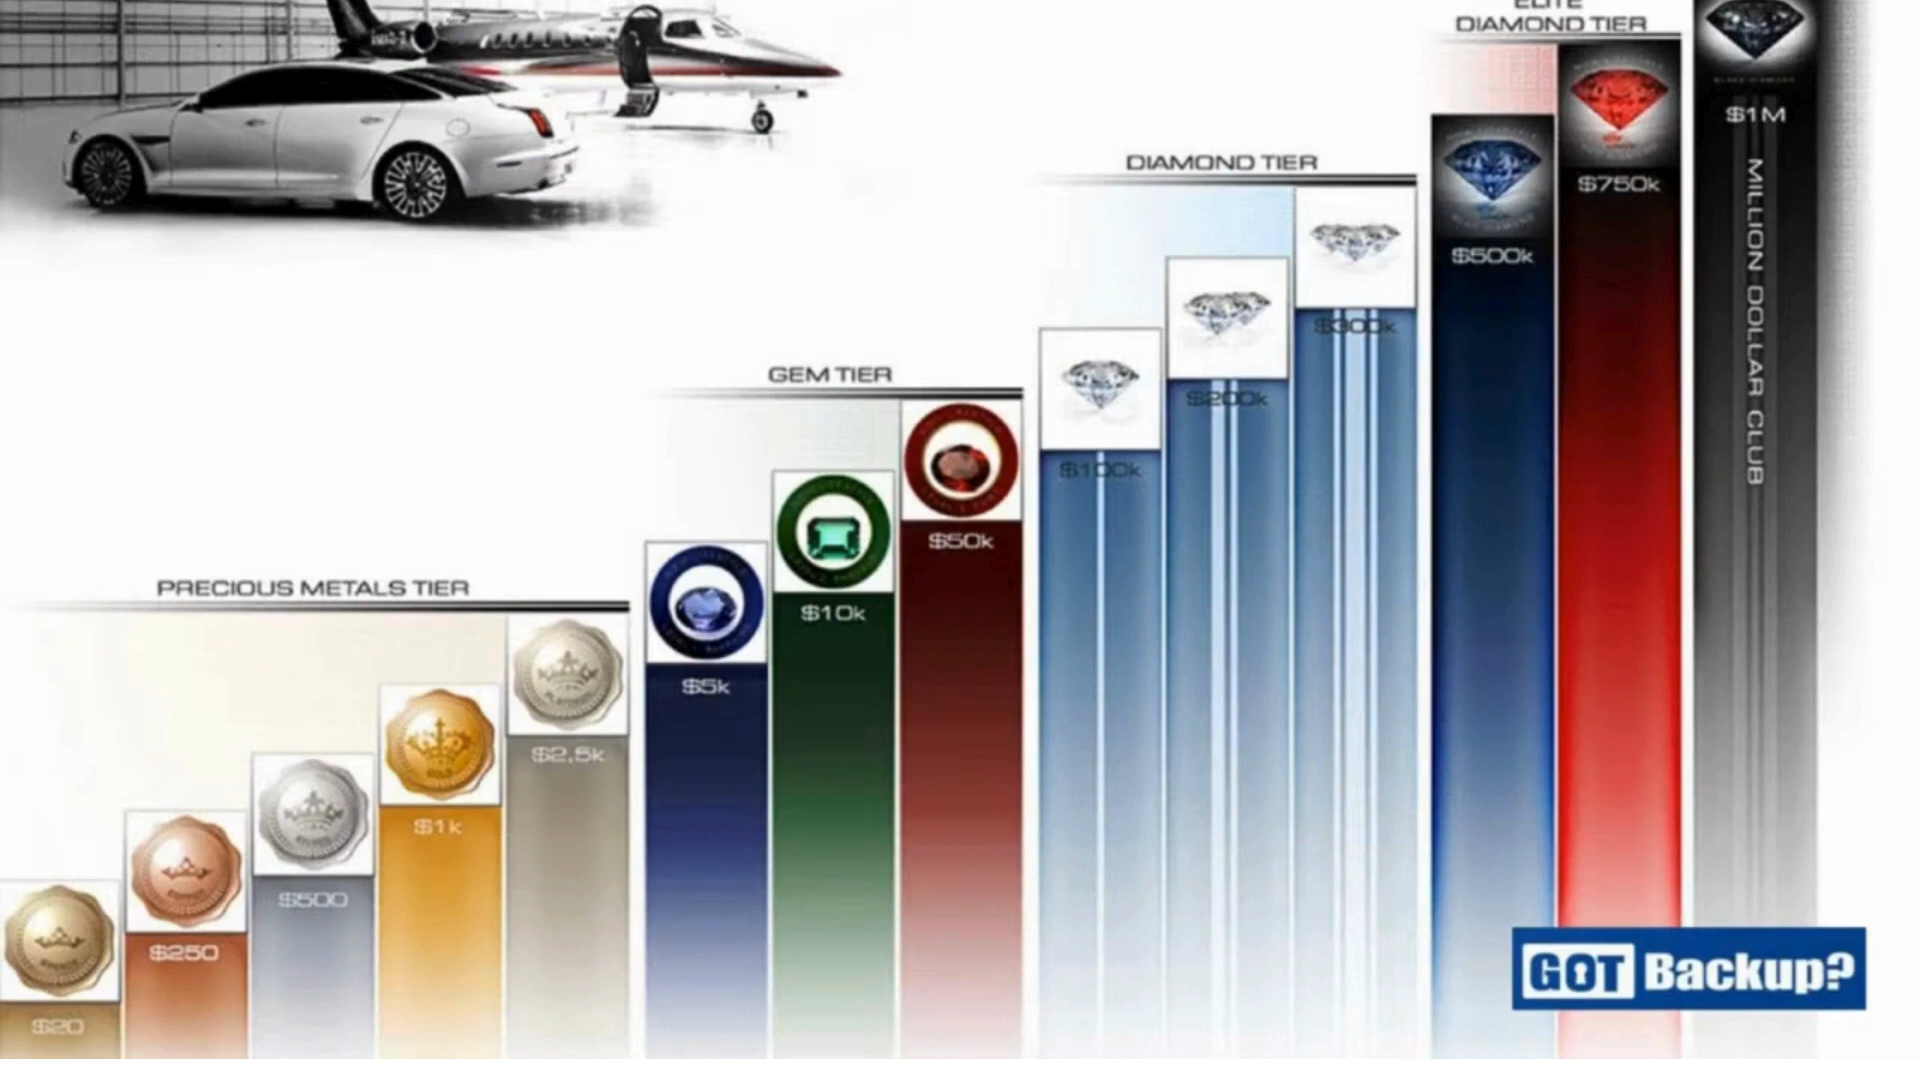 ELITE
DIAMOND TIER
$1M
MILLION DOLLAR CLUB
$750k
$500k
DIAMOND TIER
$300k
$200k
$100k
GEM TIER
$50k
$10k
$5k
PRECIOUS METALS TIER
$2,5k
$1k
GOLD
$500
$250
$20
GOT Backup?